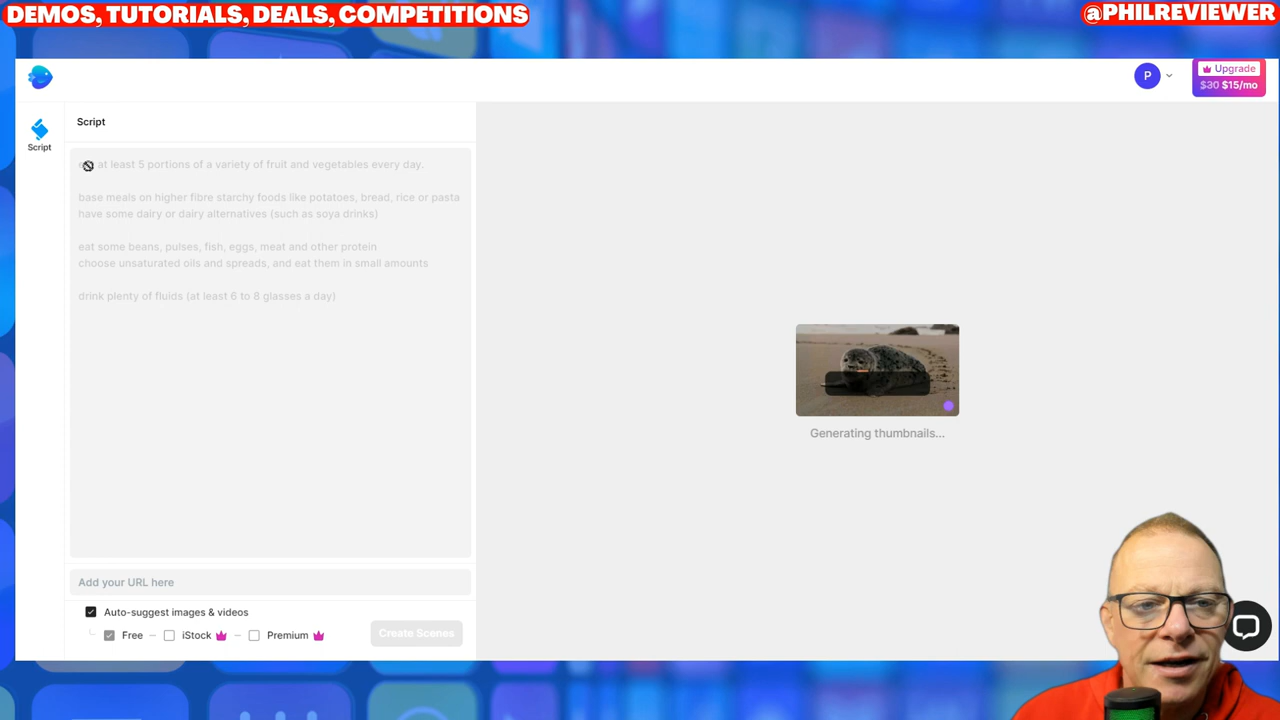 DEMOS, TUTORIALS, DEALS, COMPETITIONS
@PHILREVIEWER
P
Upgrade
$30 $15/mo
Script
Script
at least 5 portions of a variety of fruit and vegetables every day.
base meals on higher fibre starchy foods like potatoes, bread, rice or pasta
have some dairy or dairy alternatives (such as soya drinks)
eat some beans, pulses, fish, eggs, meat and other protein
choose unsaturated oils and spreads, and eat them in small amounts
drink plenty of fluids (at least 6 to 8 glasses a day)
Generating thumbnails...
Add your URL here
Auto-suggest images & videos
Free
iStock
Premium
Create Scenes